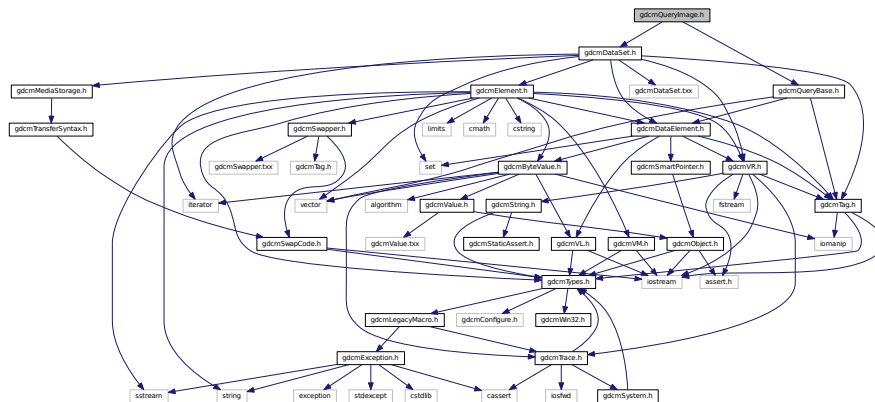 gdcmQueryImage.h
gdcmDataSet.h
gdcmMediaStorage.h
gdcmElement.h
gdcmDataSet.txx
gdcmQueryBase.h
gdcmTransferSyntax.h
gdcmSwapper.h
limits
cmath
cstring
gdcmDataElement.h
gdcmSwapper.txx
gdcmTag.h
set
gdcmByteValue.h
gdcmSmartPointer.h
gdcmVR.h
iterator
vector
algorithm
gdcmValue.h
gdcmString.h
fstream
gdcmTag.h
gdcmSwapCode.h
gdcmValue.txx
gdcmStaticAssert.h
gdcmVL.h
gdcmVM.h
gdcmObject.h
iomanip
gdcmTypes.h
iostream
assert.h
gdcmLegacyMacro.h
gdcmConfigure.h
gdcmWin32.h
gdcmException.h
gdcmTrace.h
sstream
string
exception
stdexcept
cstdlib
cassert
iosfwd
gdcmSystem.h